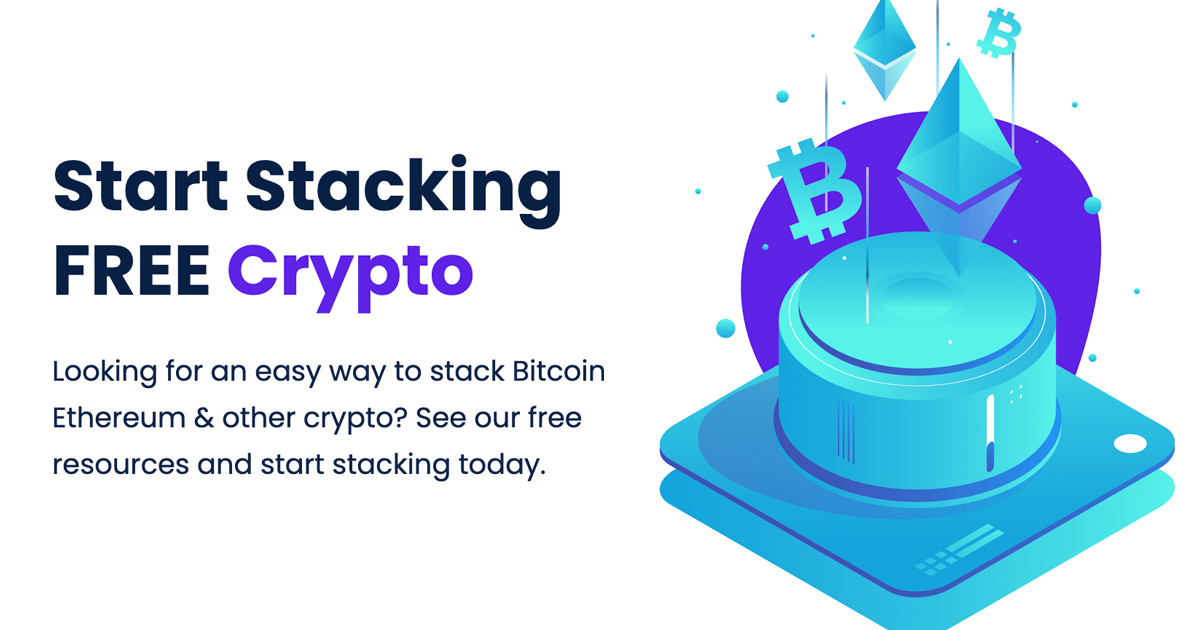 Start Stacking
FREE Crypto
Looking for an easy way to stack Bitcoin
Ethereum & other crypto? See our free
resources and start stacking today.